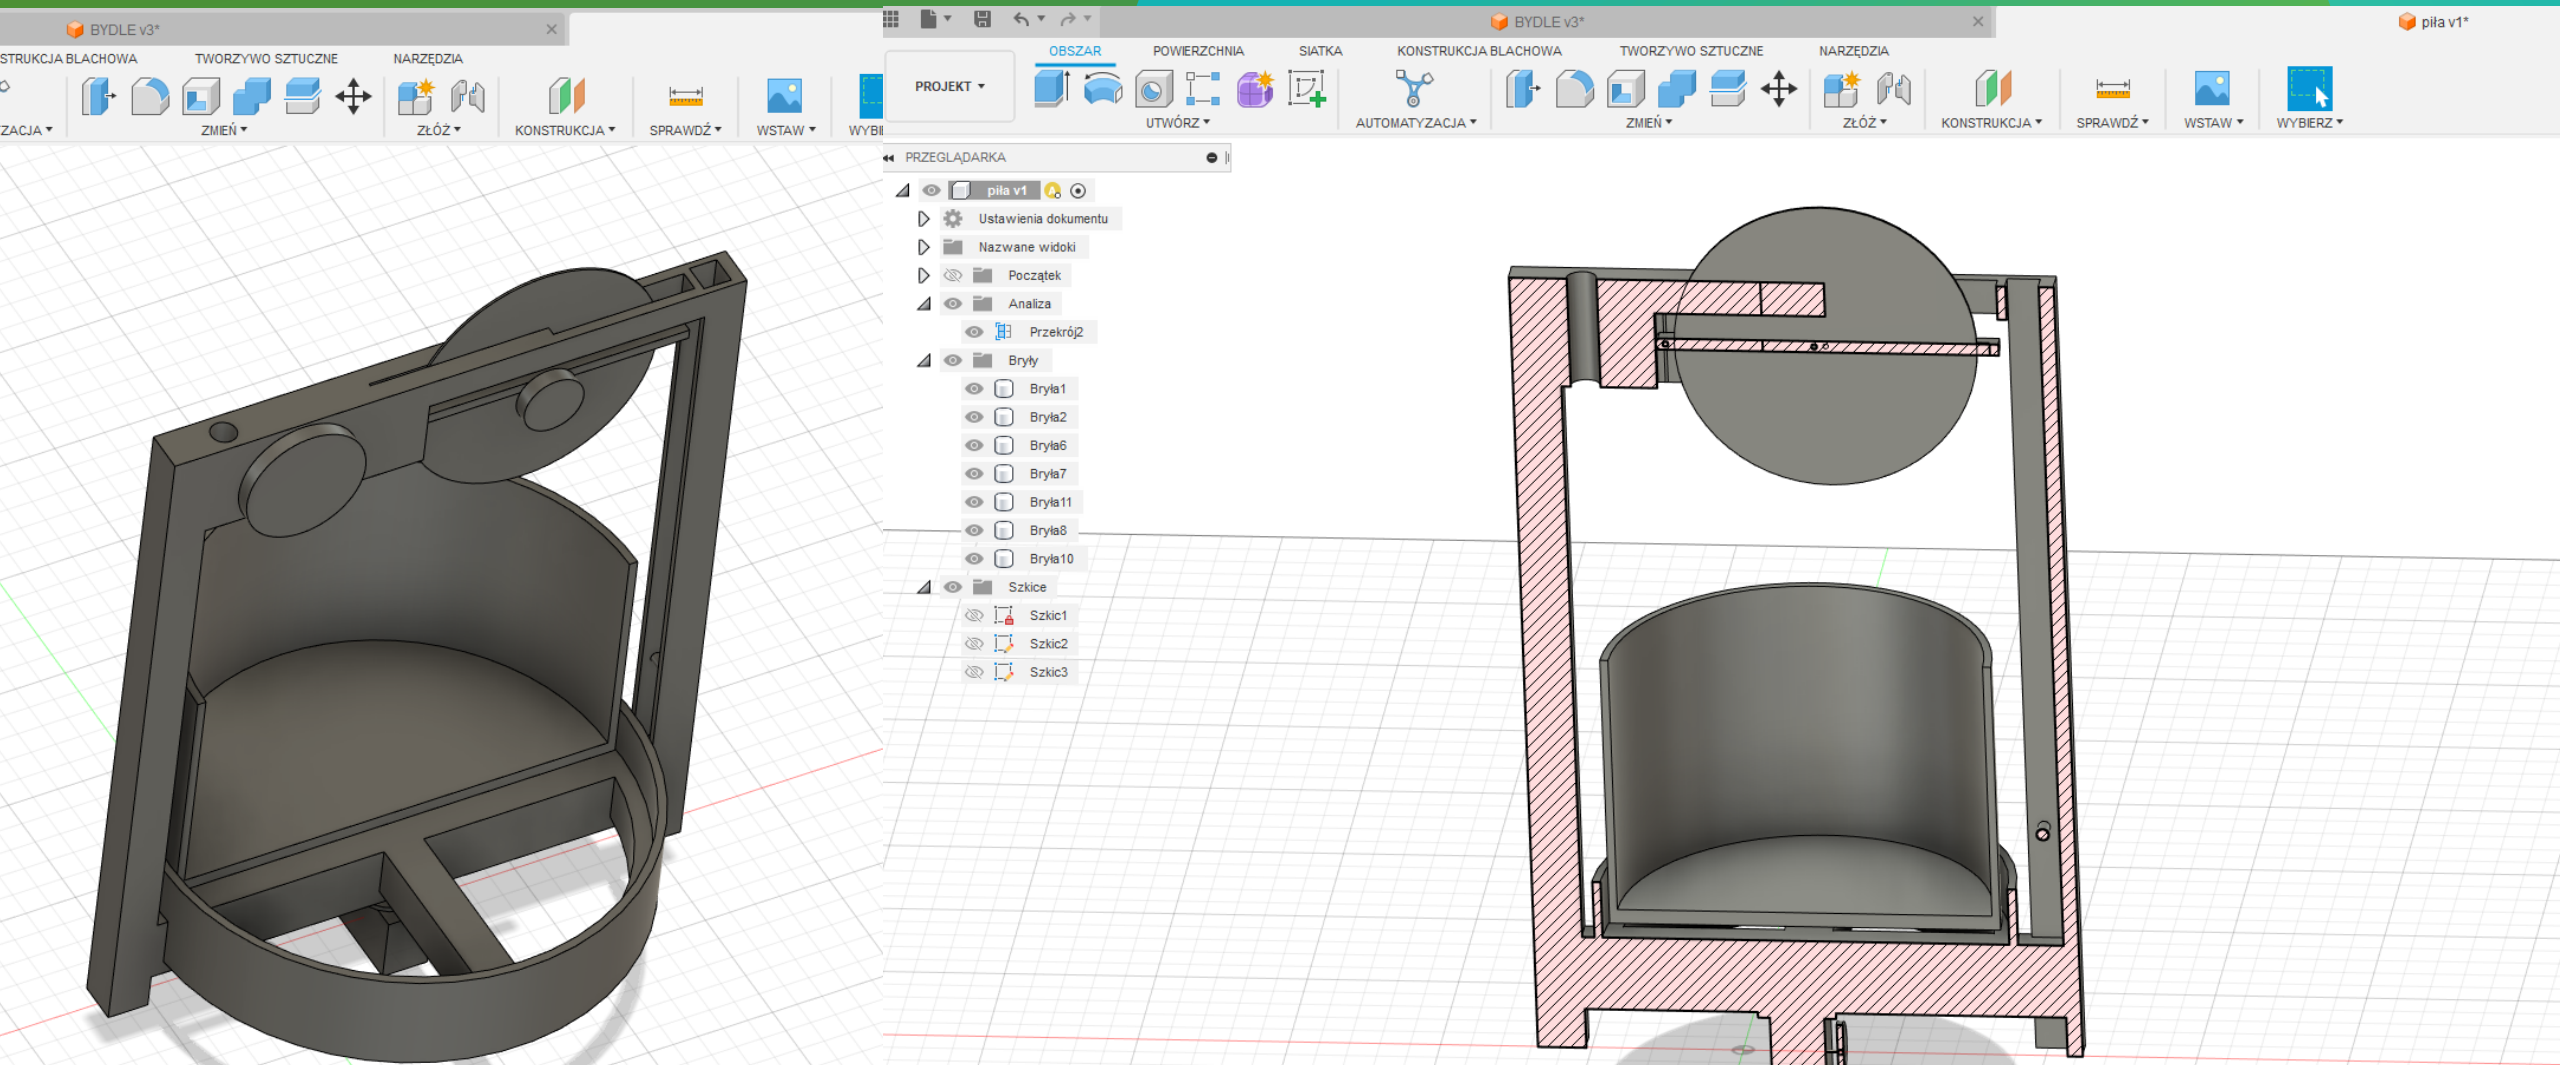 BYDLE v3*
STRUKCJA BLACHOWA
TWORZYWO SZTUCZNE
NARZĘDZIA
ZACJA
ZMIEŃ
ZŁÓŻ
KONSTRUKCJA
SPRAWDŹ
WSTAW
WYBIE
BYDLE v3*
piła v1*
PROJEKT
OBSZAR
POWIERZCHNIA
SIATKA
KONSTRUKCJA BLACHOWA
TWORZYWO SZTUCZNE
NARZĘDZIA
UTWÓRZ
AUTOMATYZACJA
ZMIEŃ
ZŁÓŻ
KONSTRUKCJA
SPRAWDŹ
WSTAW
WYBIERZ
PRZEGLĄDARKA
piła v1
Ustawienia dokumentu
Nazwane widoki
Początek
Analiza
Przekrój2
Bryły
Bryła1
Bryła2
Bryła6
Bryła7
Bryła11
Bryła8
Bryła10
Szkice
Szkic1
Szkic2
Szkic3